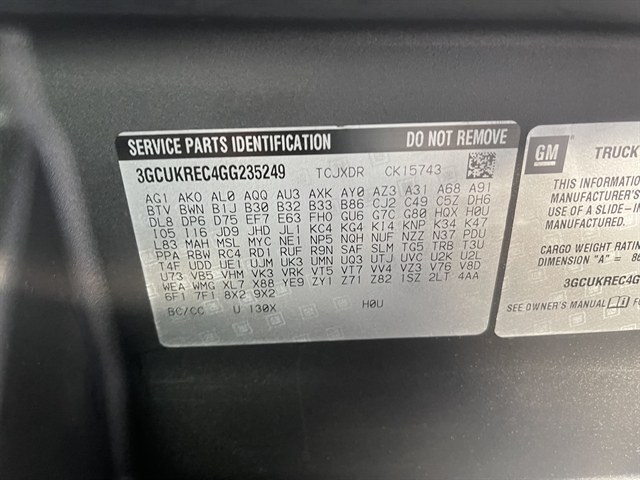 SERVICE PARTS IDENTIFICATION DO NOT REMOVE
3GCUKREC4GG235249 TCJXDR CK15743
AG1 AKO AL0 AQQ AU3 AXK AY0 AZ3 A31 A68 A91
BTV BWN B1J B30 B32 B33 B86 CJ2 C49 C5Z DH6
DL8 DP6 D75 EF7 E63 FHO GU6 G7C G80 HQX H0U
IO5 I16 JD9 JHD JL1 KC4 KG4 KI4 KNP K34 K47
L83 MAH MSL MYC NE1 NP5 NQH NUF NZZ N37 PDU
PPA RBW RC4 RD1 RUF R9N SAF SLM TG5 TRB T3U
T4F UDD UE1 UJM UK3 UMN UQ3 UTJ UVC U2K U2L
U73 VB5 VHM VK3 VRK VT5 VT7 VV4 VZ3 V76 V8D
WEA WMG XL7 X88 YE9 ZY1 Z71 Z82 1SZ 2LT 4AA
6F1 7F1 8X2 9X2
BC/CC U 130X H0U
GM TRUCK
THIS INFORMATION
MANUFACTURER'S
USE OF A SLIDE-IN
MANUFACTURER'S
CARGO WEIGHT RATIN
DIMENSION "A" =
3GCUKREC4G
SEE OWNER'S MANUAL FO